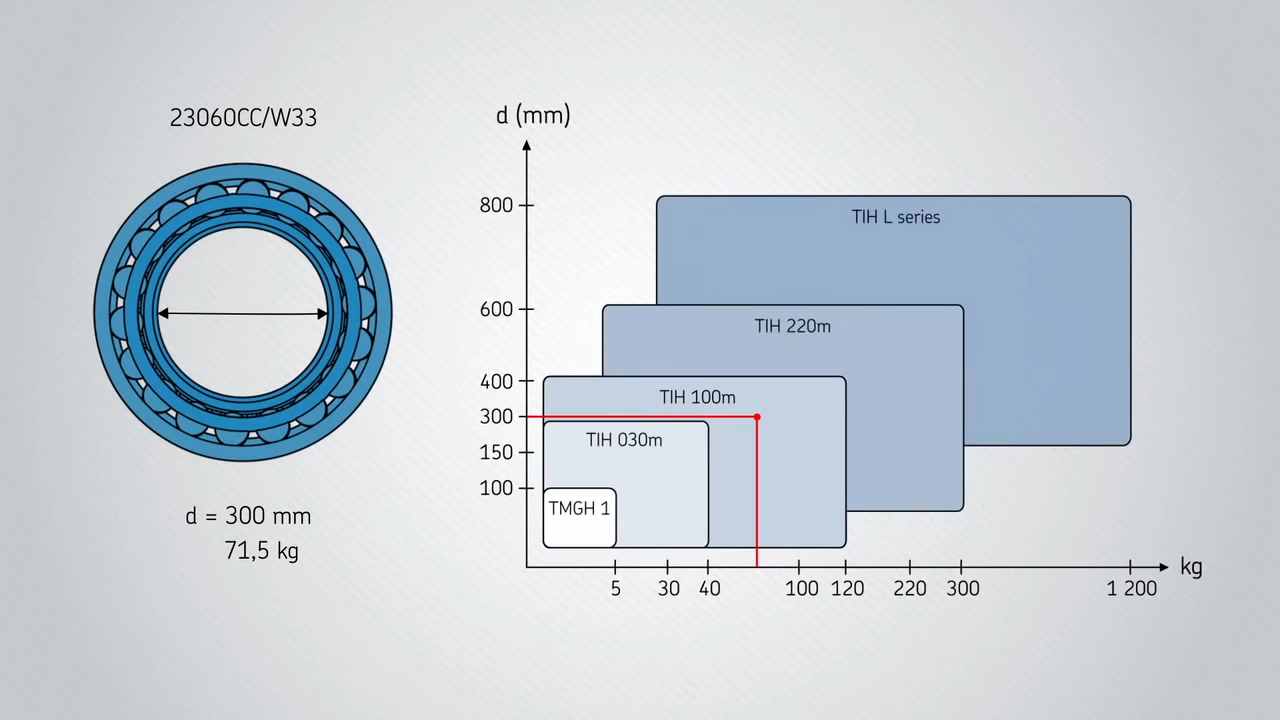 23060CC/W33
d = 300 mm
71,5 kg
d (mm)
800
600
400
300
150
100
TIH L series
TIH 220m
TIH 100m
TIH 030m
TMGH 1
5 30 40 100 120 220 300 1 200
kg